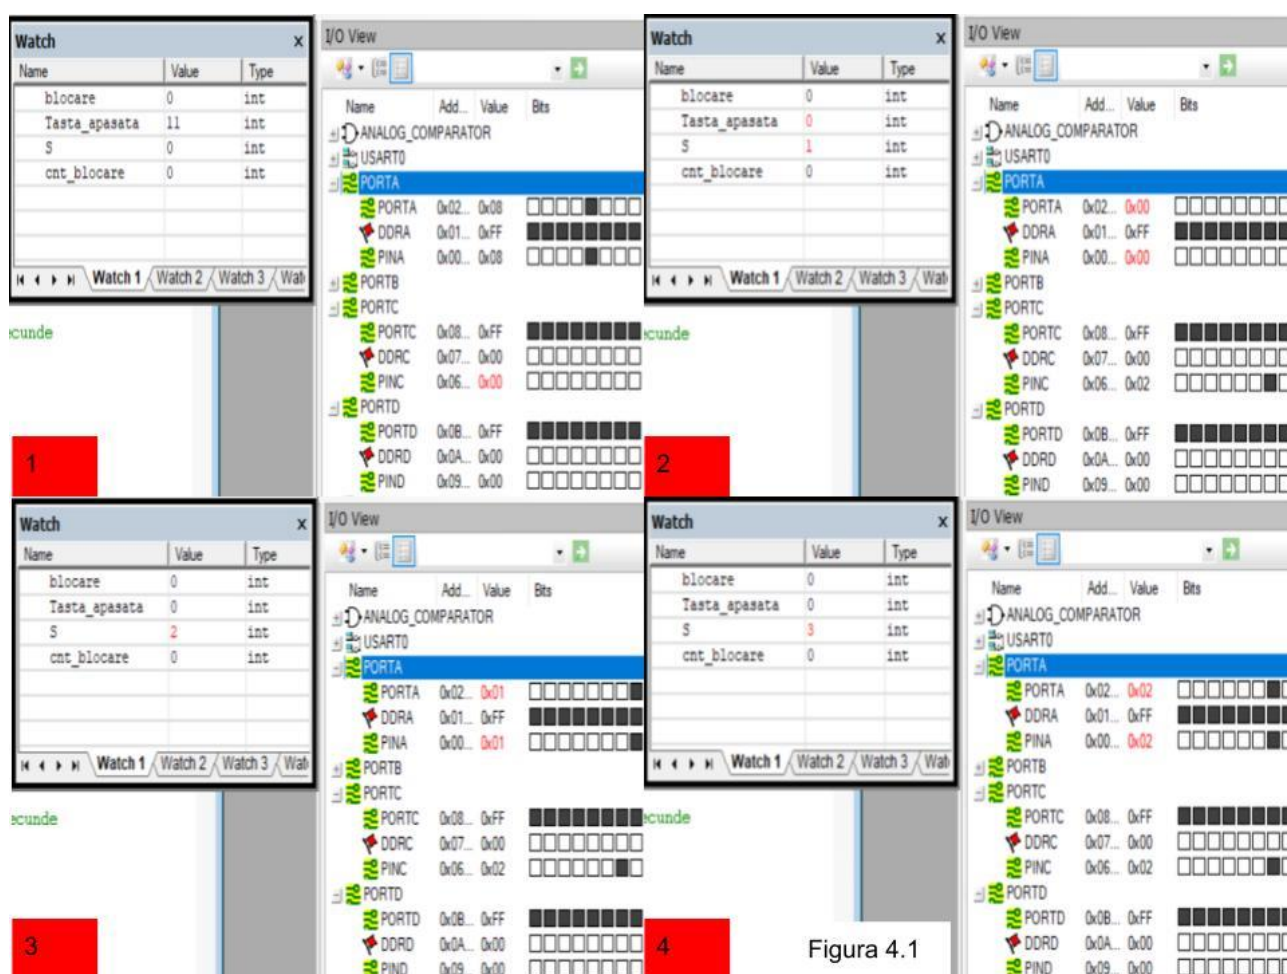 Watch x
Name Value Type
blocare 0 int
Tasta_apasata 11 int
S 0 int
cnt_blocare 0 int
Watch 1 Watch 2 Watch 3 Wat
ecunde
1
I/O View
Name Add... Value Bits
ANALOG_COMPARATOR
USART0
PORTA
PORTA 0x02... 0x08
DDRA 0x01... 0xFF
PINA 0x00... 0x08
PORTB
PORTC
PORTC 0x08... 0xFF
DDRC 0x07... 0x00
PINC 0x06... 0x00
PORTD
PORTD 0x0B... 0xFF
DDRD 0x0A... 0x00
PIND 0x09... 0x00
Watch x
Name Value Type
blocare 0 int
Tasta_apasata 0 int
S 1 int
cnt_blocare 0 int
Watch 1 Watch 2 Watch 3 Wat
ecunde
2
I/O View
Name Add... Value Bits
ANALOG_COMPARATOR
USART0
PORTA
PORTA 0x02... 0x00
DDRA 0x01... 0xFF
PINA 0x00... 0x00
PORTB
PORTC
PORTC 0x08... 0xFF
DDRC 0x07... 0x00
PINC 0x06... 0x02
PORTD
PORTD 0x0B... 0xFF
DDRD 0x0A... 0x00
PIND 0x09... 0x00
Watch x
Name Value Type
blocare 0 int
Tasta_apasata 0 int
S 2 int
cnt_blocare 0 int
Watch 1 Watch 2 Watch 3 Wat
ecunde
3
I/O View
Name Add... Value Bits
ANALOG_COMPARATOR
USART0
PORTA
PORTA 0x02... 0x01
DDRA 0x01... 0xFF
PINA 0x00... 0x01
PORTB
PORTC
PORTC 0x08... 0xFF
DDRC 0x07... 0x00
PINC 0x06... 0x02
PORTD
PORTD 0x0B... 0xFF
DDRD 0x0A... 0x00
PIND 0x09... 0x00
Watch x
Name Value Type
blocare 0 int
Tasta_apasata 0 int
S 3 int
cnt_blocare 0 int
Watch 1 Watch 2 Watch 3 Wat
ecunde
4
Figura 4.1
I/O View
Name Add... Value Bits
ANALOG_COMPARATOR
USART0
PORTA
PORTA 0x02... 0x02
DDRA 0x01... 0xFF
PINA 0x00... 0x02
PORTB
PORTC
PORTC 0x08... 0xFF
DDRC 0x07... 0x00
PINC 0x06... 0x02
PORTD
PORTD 0x0B... 0xFF
DDRD 0x0A... 0x00
PIND 0x09... 0x00